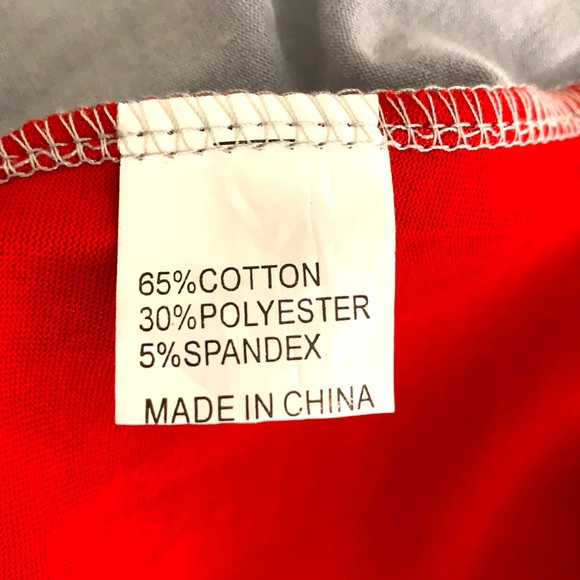 65%COTTON
30%POLYESTER
5%SPANDEX
MADE IN CHINA